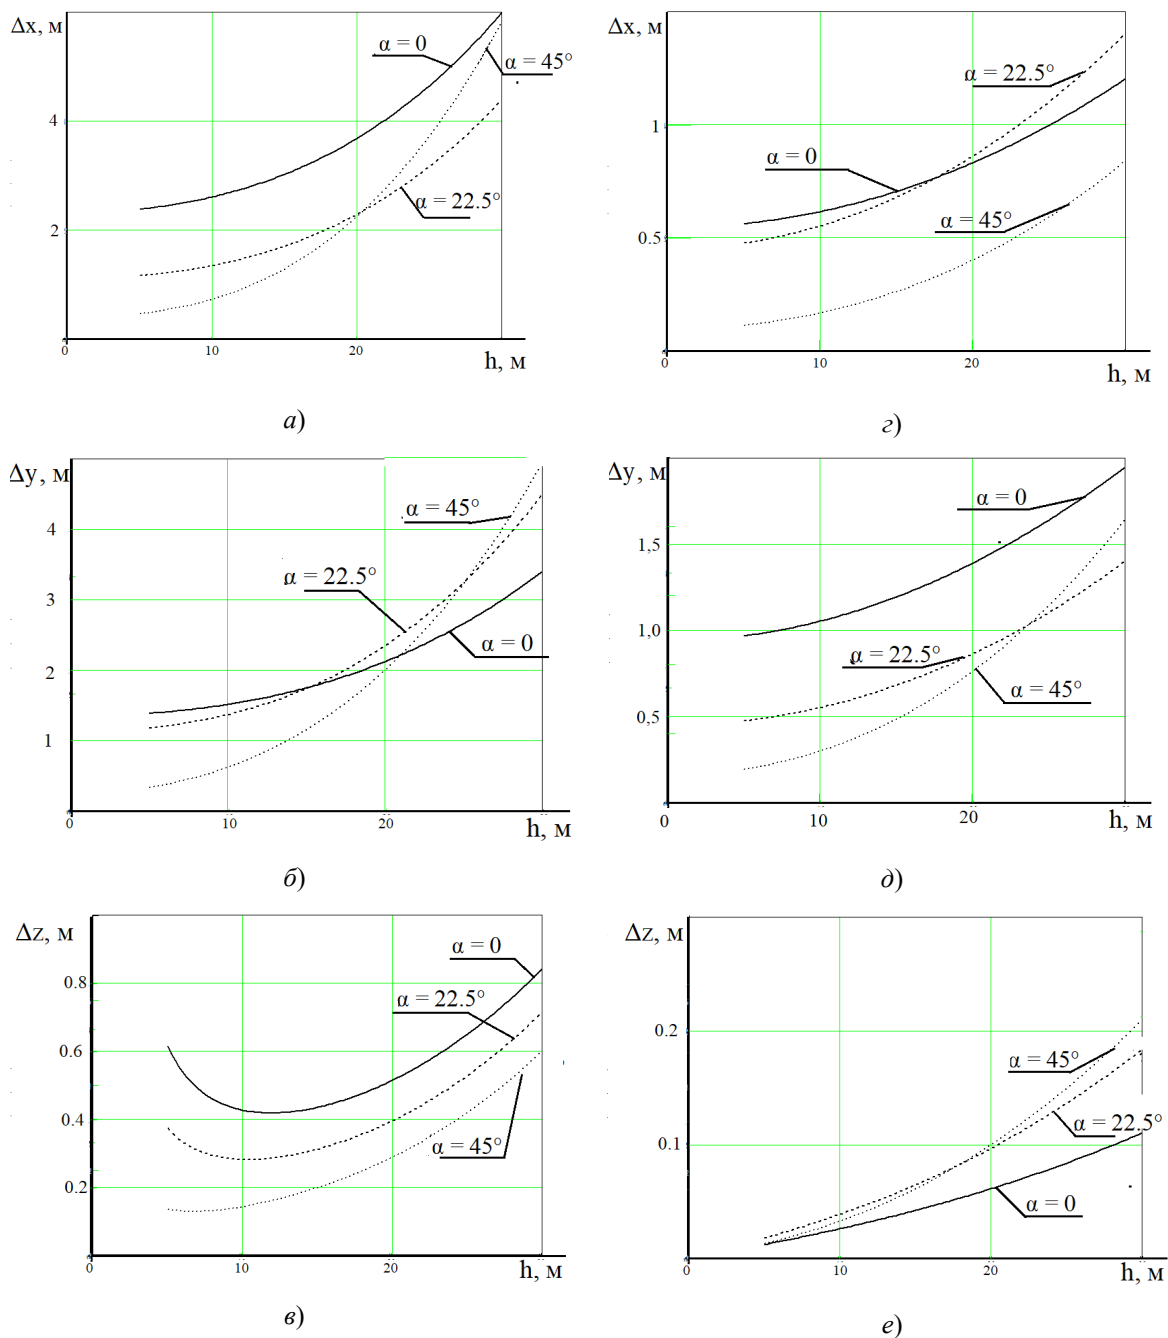 Δx, м
α = 0
α = 45°
4
α = 22.5°
2
0
10
20
h, м
а)
Δx, м
α = 22.5°
1
α = 0
α = 45°
0.5
0
10
20
h, м
г)
Δy, м
α = 45°
4
α = 22.5°
3
α = 0
2
1
0
10
20
h, м
б)
Δy, м
α = 0
1,5
1,0
α = 22.5°
α = 45°
0,5
0
10
20
h, м
д)
Δz, м
α = 0
0.8
α = 22.5°
0.6
0.4
α = 45°
0.2
0
10
20
h, м
в)
Δz, м
0.2
α = 45°
α = 22.5°
0.1
α = 0
0
10
20
h, м
е)